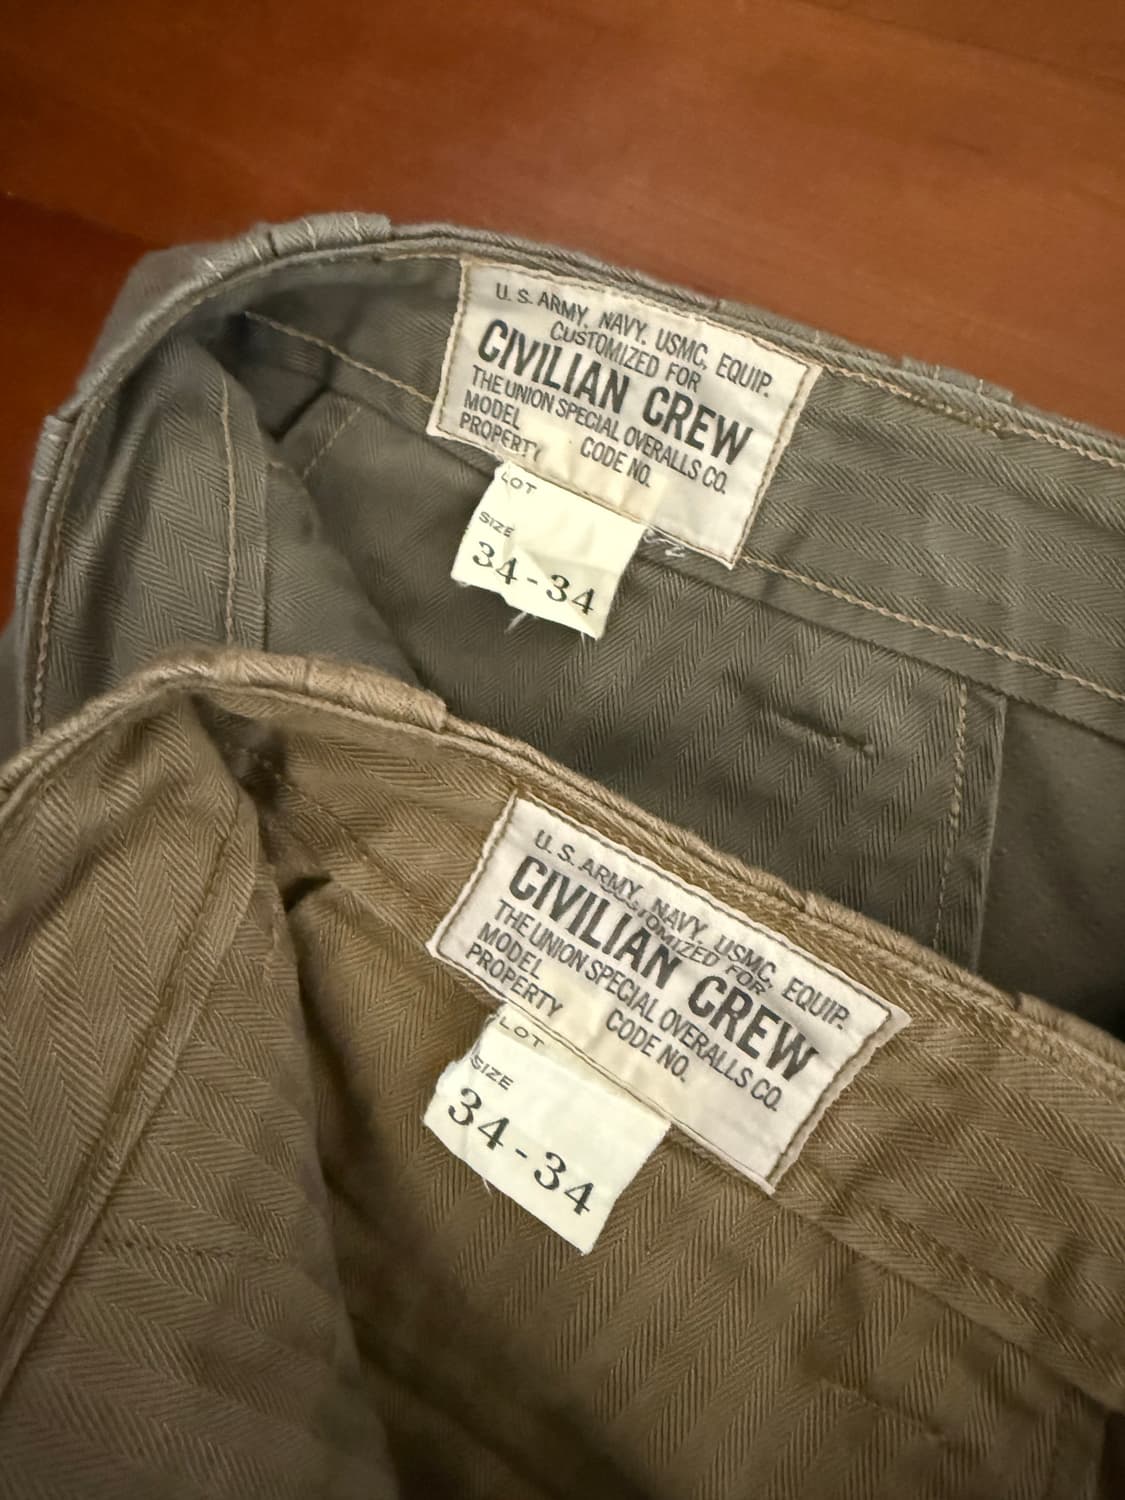 U. S. ARMY, NAVY, USMC, EQUIP.
CUSTOMIZED FOR
CIVILIAN CREW
THE UNION SPECIAL OVERALLS CO.
MODEL CODE NO.
PROPERTY
LOT
SIZE
34-34
U. S. ARMY, NAVY, USMC, EQUIP.
CUSTOMIZED FOR
CIVILIAN CREW
THE UNION SPECIAL OVERALLS CO.
MODEL CODE NO.
PROPERTY
LOT
SIZE
34-34